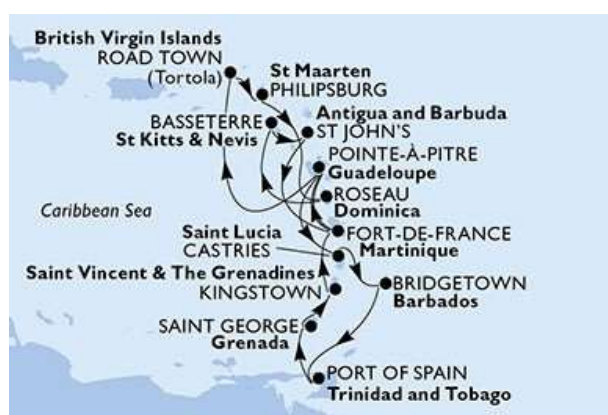 British Virgin Islands
ROAD TOWN
(Tortola)
St Maarten
PHILIPSBURG
Antigua and Barbuda
ST JOHN'S
BASSETERRE
St Kitts & Nevis
POINTE-À-PITRE
Guadeloupe
ROSEAU
Dominica
Caribbean Sea
Saint Lucia
CASTRIES
FORT-DE-FRANCE
Martinique
Saint Vincent & The Grenadines
KINGSTOWN
BRIDGETOWN
Barbados
SAINT GEORGE
Grenada
PORT OF SPAIN
Trinidad and Tobago